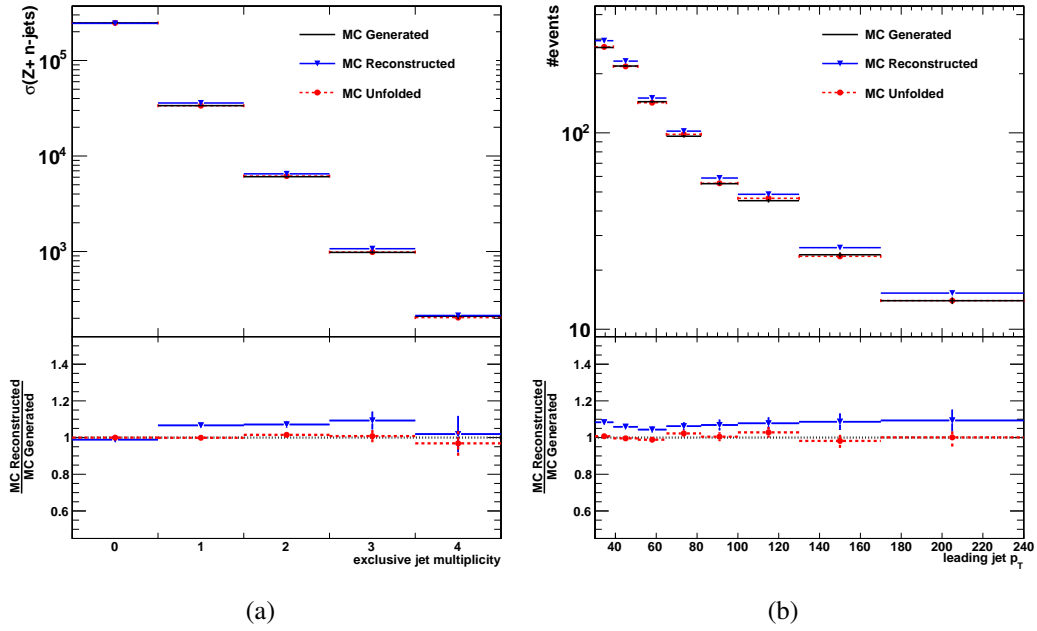 σ(Z+ n-jets)
10^5
10^4
10^3
MC Generated
MC Reconstructed
MC Unfolded
MC Reconstructed
MC Generated
1.4
1.2
1
0.8
0.6
0 1 2 3 4
exclusive jet multiplicity
(a)
#events
10^2
10
MC Generated
MC Reconstructed
MC Unfolded
MC Reconstructed
MC Generated
1.4
1.2
1
0.8
0.6
40 60 80 100 120 140 160 180 200 220 240
leading jet p_T
(b)